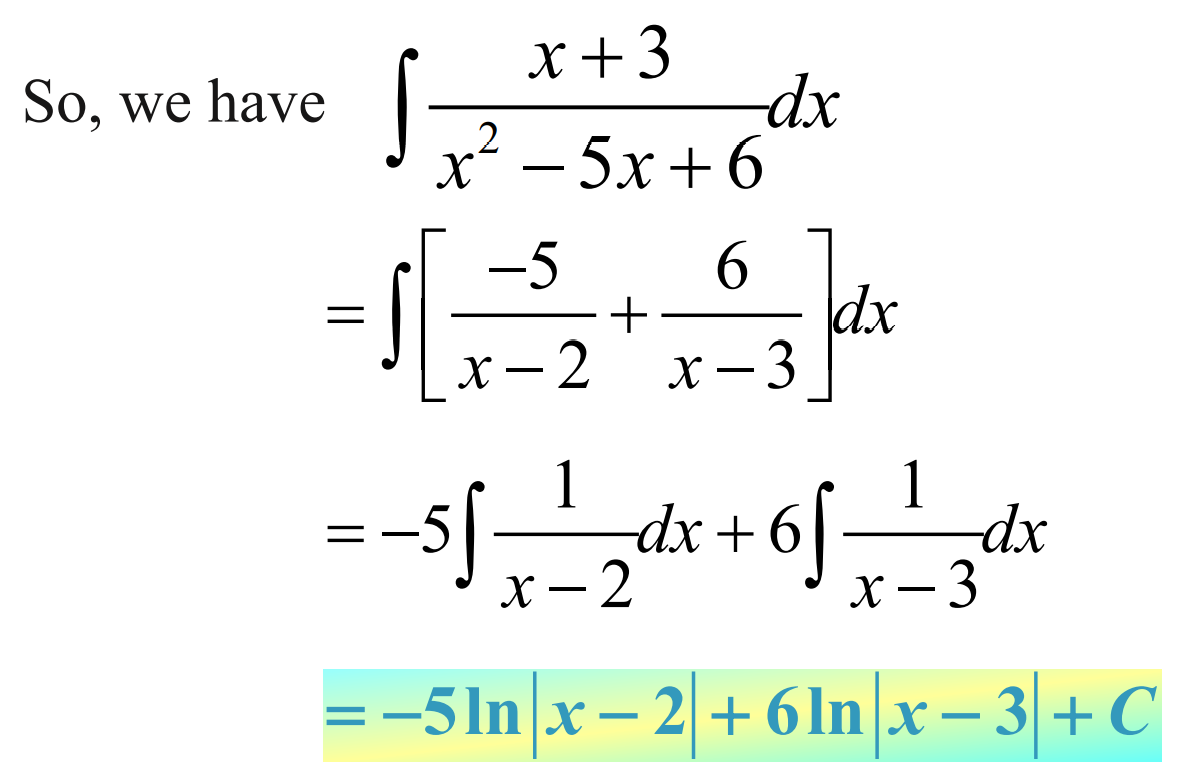 So, we have ∫ (x + 3)/(x² − 5x + 6) dx
= ∫ [ −5/(x − 2) + 6/(x − 3) ] dx
= −5 ∫ 1/(x − 2) dx + 6 ∫ 1/(x − 3) dx
= −5 ln|x − 2| + 6 ln|x − 3| + C